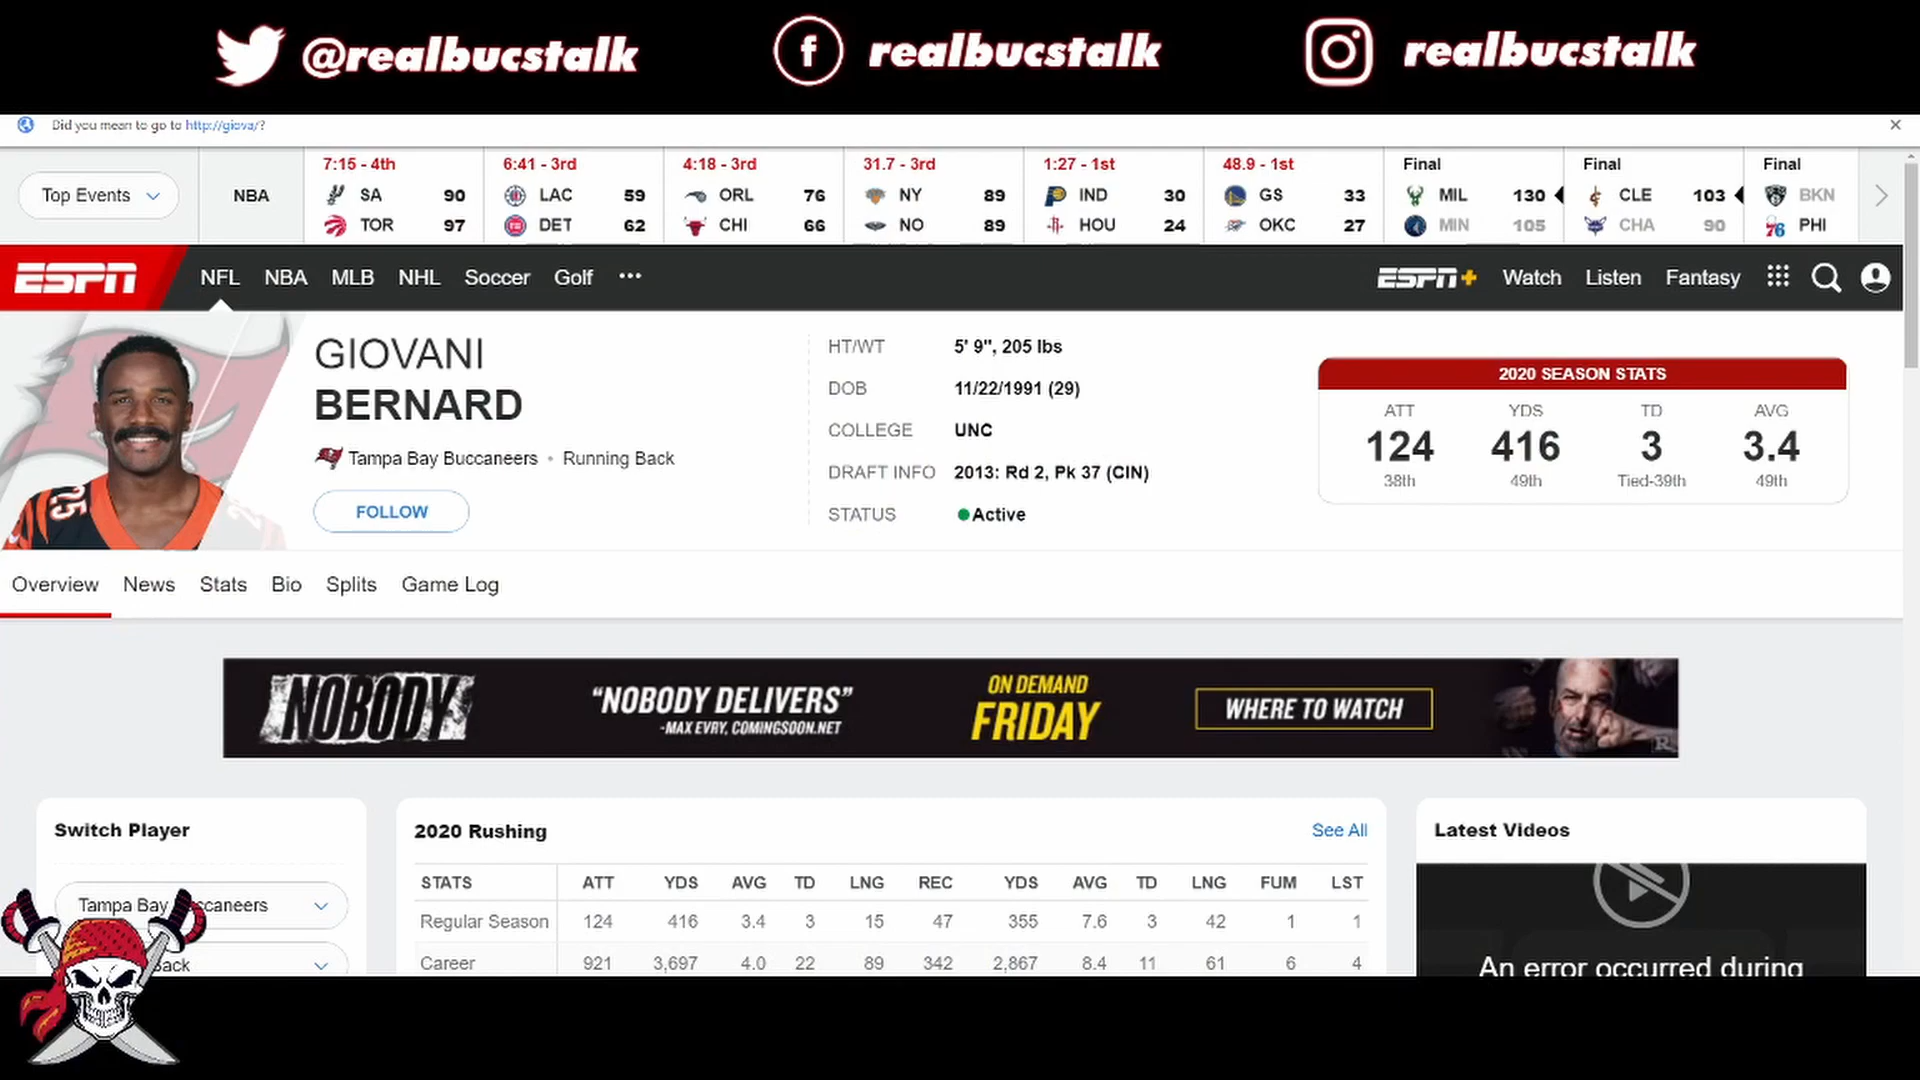 @realbucstalk
realbucstalk
realbucstalk
Did you mean to go to http://giova/?
Top Events
NBA
7:15 - 4th
SA 90
TOR 97
6:41 - 3rd
LAC 59
DET 62
4:18 - 3rd
ORL 76
CHI 66
31.7 - 3rd
NY 89
NO 89
1:27 - 1st
IND 30
HOU 24
48.9 - 1st
GS 33
OKC 27
Final
MIL 130
MIN 105
Final
CLE 103
CHA 90
Final
BKN
PHI
ESPN NFL NBA MLB NHL Soccer Golf ••• ESPN+ Watch Listen Fantasy
GIOVANI
BERNARD
Tampa Bay Buccaneers • Running Back
FOLLOW
HT/WT 5' 9", 205 lbs
DOB 11/22/1991 (29)
COLLEGE UNC
DRAFT INFO 2013: Rd 2, Pk 37 (CIN)
STATUS Active
2020 SEASON STATS
ATT YDS TD AVG
124 416 3 3.4
38th 49th Tied-39th 49th
25
Overview News Stats Bio Splits Game Log
NOBODY
“NOBODY DELIVERS”
-MAX EVRY, COMINGSOON.NET
ON DEMAND
FRIDAY
WHERE TO WATCH
R
Switch Player
Tampa Bay ccaneers
Back
2020 Rushing
See All
STATS ATT YDS AVG TD LNG REC YDS AVG TD LNG FUM LST
Regular Season 124 416 3.4 3 15 47 355 7.6 3 42 1 1
Career 921 3,697 4.0 22 89 342 2,867 8.4 11 61 6 4
Latest Videos
An error occurred during